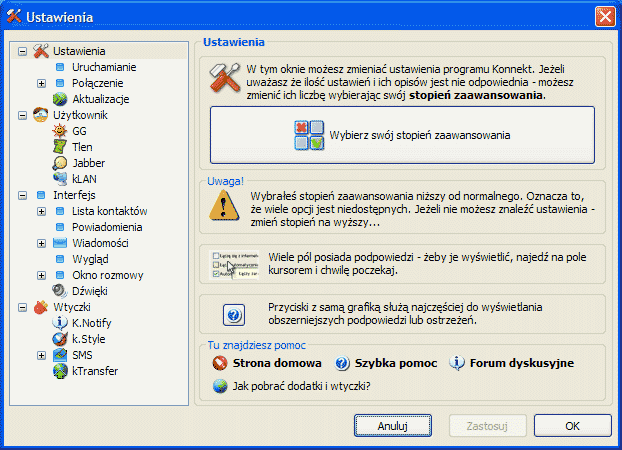 Ustawienia
Ustawienia
Uruchamianie
Połączenie
Aktualizacje
Użytkownik
GG
Tlen
Jabber
kLAN
Interfejs
Lista kontaktów
Powiadomienia
Wiadomości
Wygląd
Okno rozmowy
Dźwięki
Wtyczki
K.Notify
k.Style
SMS
kTransfer
Ustawienia
W tym oknie możesz zmieniać ustawienia programu Konnekt. Jeżeli
uważasz że ilość ustawień i ich opisów jest nie odpowiednia - możesz
zmienić ich liczbę wybierając swój stopień zaawansowania.
Wybierz swój stopień zaawansowania
Uwaga!
Wybrałeś stopień zaawansowania niższy od normalnego. Oznacza to,
że wiele opcji jest niedostępnych. Jeżeli nie możesz znaleźć ustawienia -
zmień stopień na wyższy...
Wiele pól posiada podpowiedzi - żeby je wyświetlić, najedź na pole
kursorem i chwilę poczekaj.
Przyciski z samą grafiką służą najczęściej do wyświetlania
obszerniejszych podpowiedzi lub ostrzeżeń.
Tu znajdziesz pomoc
Strona domowa
Szybka pomoc
Forum dyskusyjne
Jak pobrać dodatki i wtyczki?
Anuluj
Zastosuj
OK